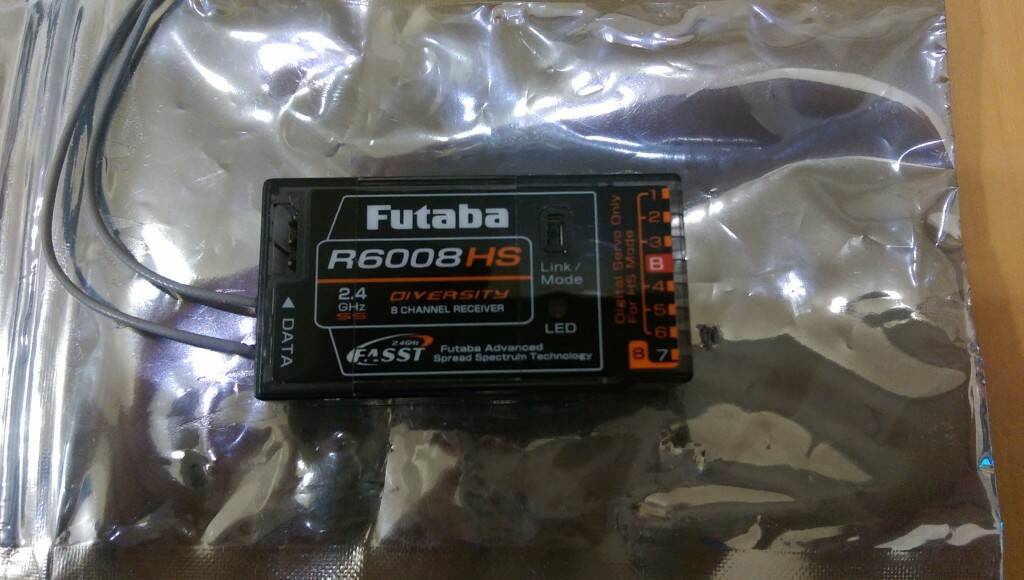 Futaba
R6008HS
2.4
GHz
SS
DIVERSITY
8 CHANNEL RECEIVER
2.4GHz
FASST
Futaba Advanced
Spread Spectrum Technology
◀ DATA
Link /
Mode
LED
Digital Servo Only
For HS Mode
1
2
3
B
4
5
6
8 7